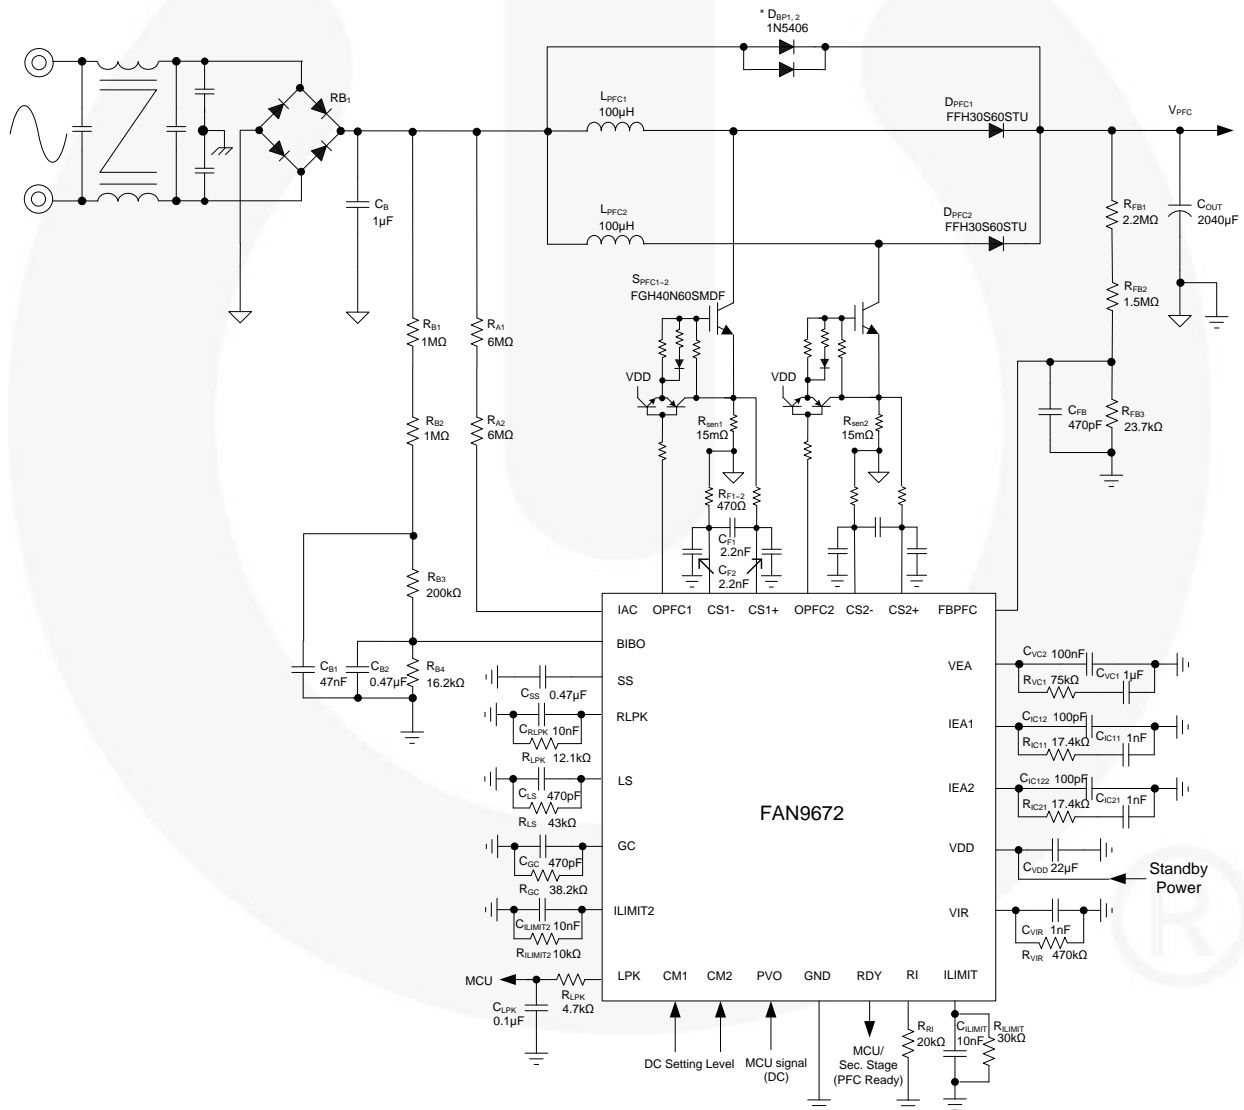 * DBP1, 2
1N5406
RB1
LPFC1
100µH
DPFC1
FFH30S60STU
VPFC
CB
1µF
LPFC2
100µH
DPFC2
FFH30S60STU
RFB1
2.2MΩ
COUT
2040µF
SPFC1~2
FGH40N60SMDF
RFB2
1.5MΩ
RB1
1MΩ
RA1
6MΩ
VDD
VDD
RB2
1MΩ
RA2
6MΩ
Rsen1
15mΩ
Rsen2
15mΩ
CFB
470pF
RFB3
23.7kΩ
RF1~2
470Ω
CF1
2.2nF
CF2
2.2nF
RB3
200kΩ
IAC
OPFC1
CS1-
CS1+
OPFC2
CS2-
CS2+
FBPFC
BIBO
CB1
47nF
CB2
0.47µF
RB4
16.2kΩ
SS
CSS 0.47µF
VEA
CVC2 100nF
RVC1 75kΩ
CVC1 1µF
RLPK
CRLPK 10nF
RLPK 12.1kΩ
IEA1
CIC12 100pF
RIC11 17.4kΩ
CIC11 1nF
LS
CLS 470pF
RLS 43kΩ
IEA2
CIC122 100pF
RIC21 17.4kΩ
CIC21 1nF
FAN9672
GC
CGC 470pF
RGC 38.2kΩ
VDD
CVDD 22µF
Standby
Power
ILIMIT2
CILIMIT2 10nF
RILIMIT2 10kΩ
VIR
CVIR 1nF
RVIR 470kΩ
MCU
LPK
CM1
CM2
PVO
GND
RDY
RI
ILIMIT
RLPK
4.7kΩ
CLPK
0.1µF
DC Setting Level
MCU signal
(DC)
MCU/
Sec. Stage
(PFC Ready)
RRI
20kΩ
CILIMIT
10nF
RILIMIT
30kΩ
®